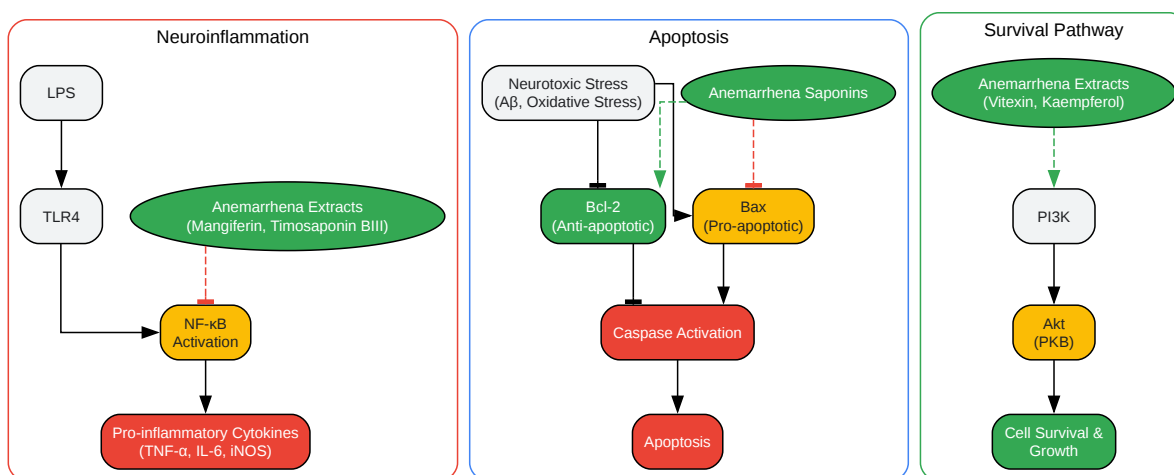 Neuroinflammation
LPS
TLR4
Anemarrhena Extracts
(Mangiferin, Timosaponin BIII)
NF-κB
Activation
Pro-inflammatory Cytokines
(TNF-α, IL-6, iNOS)
Apoptosis
Neurotoxic Stress
(Aβ, Oxidative Stress)
Anemarrhena Saponins
Bcl-2
(Anti-apoptotic)
Bax
(Pro-apoptotic)
Caspase Activation
Apoptosis
Survival Pathway
Anemarrhena Extracts
(Vitexin, Kaempferol)
PI3K
Akt
(PKB)
Cell Survival &
Growth